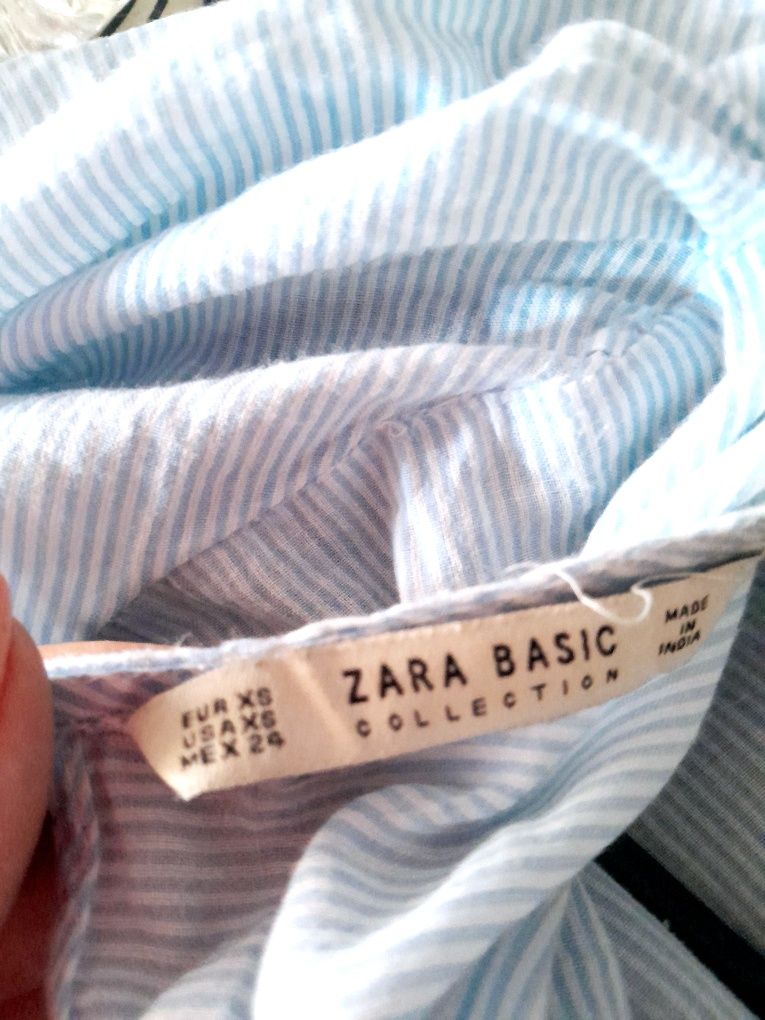 EUR XS
USA XS
MEX 24
ZARA BASIC
COLLECTION
MADE
IN
INDIA